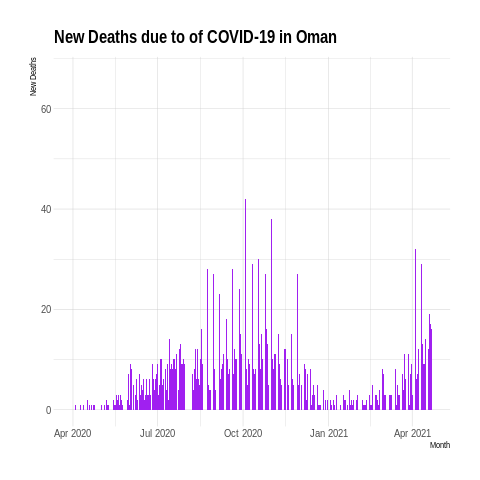 New Deaths due to of COVID-19 in Oman
New Deaths
60
40
20
0
Apr 2020 Jul 2020 Oct 2020 Jan 2021 Apr 2021
Month